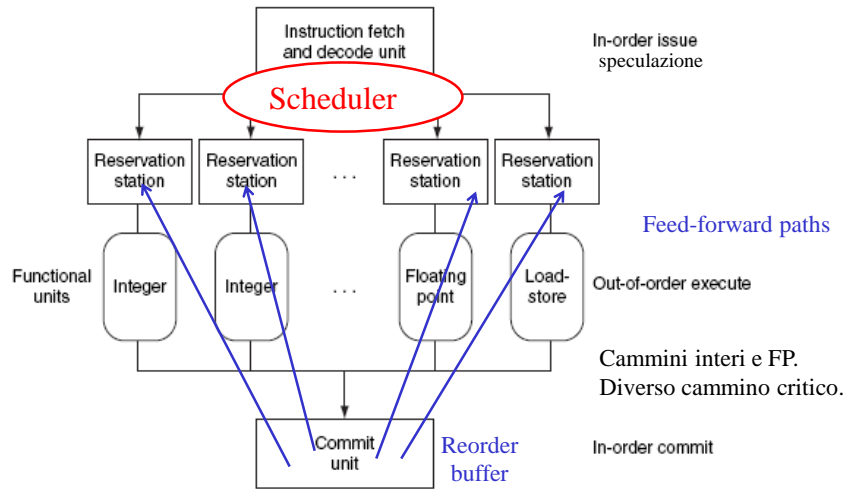 Instruction fetch
and decode unit
In-order issue
speculazione
Scheduler
Reservation
station
Reservation
station
. . .
Reservation
station
Reservation
station
Feed-forward paths
Functional
units
Integer
Integer
. . .
Floating
point
Load-
store
Out-of-order execute
Cammini interi e FP.
Diverso cammino critico.
Commit
unit
Reorder
buffer
In-order commit